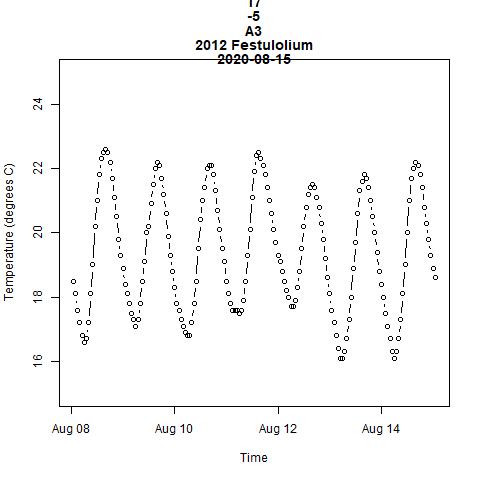 17
-5
A3
2012 Festulolium
2020-08-15
Temperature (degrees C)
24
22
20
18
16
Aug 08
Aug 10
Aug 12
Aug 14
Time